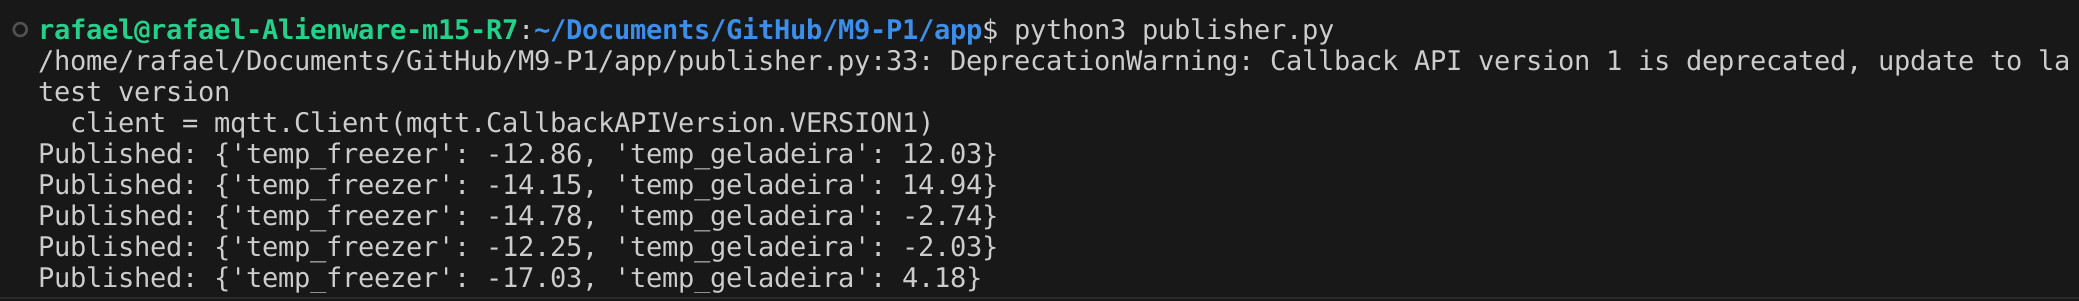 rafael@rafael-Alienware-m15-R7:~/Documents/GitHub/M9-P1/app$ python3 publisher.py
/home/rafael/Documents/GitHub/M9-P1/app/publisher.py:33: DeprecationWarning: Callback API version 1 is deprecated, update to la
test version
  client = mqtt.Client(mqtt.CallbackAPIVersion.VERSION1)
Published: {'temp_freezer': -12.86, 'temp_geladeira': 12.03}
Published: {'temp_freezer': -14.15, 'temp_geladeira': 14.94}
Published: {'temp_freezer': -14.78, 'temp_geladeira': -2.74}
Published: {'temp_freezer': -12.25, 'temp_geladeira': -2.03}
Published: {'temp_freezer': -17.03, 'temp_geladeira': 4.18}